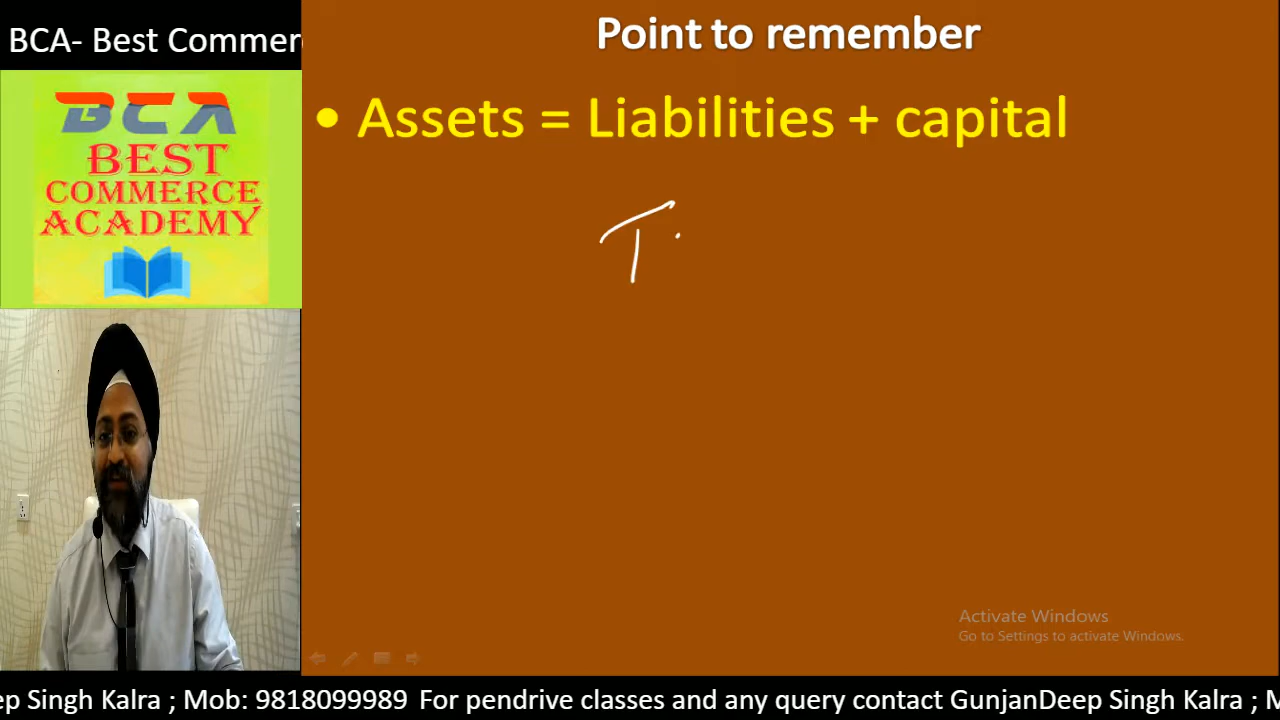 BCA- Best Commer
BCA
BEST
COMMERCE
ACADEMY
Point to remember
• Assets = Liabilities + capital
T
Activate Windows
Go to Settings to activate Windows.
ep Singh Kalra ; Mob: 9818099989 For pendrive classes and any query contact GunjanDeep Singh Kalra ; M